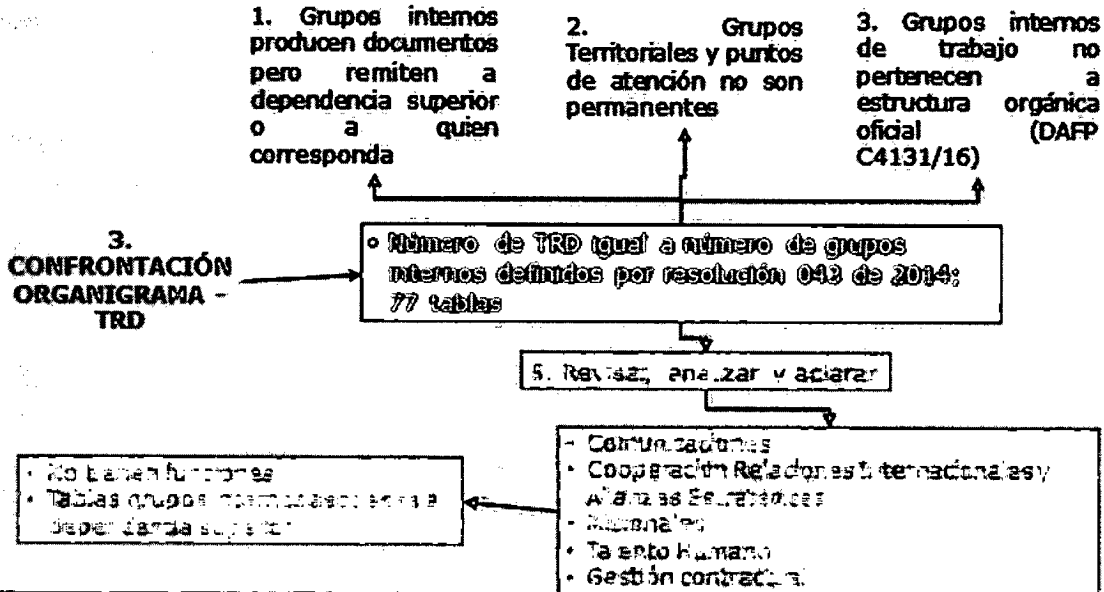 1. Grupos internos
producen documentos
pero remiten a
dependencia superior
o a quien
corresponda
2. Grupos
Territoriales y puntos
de atención no son
permanentes
3. Grupos internos
de trabajo no
pertenecen a
estructura orgánica
oficial (DAFP
C4131/16)
3.
CONFRONTACIÓN
ORGANIGRAMA –
TRD
Número de TRD igual a número de grupos
internos definidos por resolución 042 de 2014:
77 tablas
5. Revisar, analizar y aclarar
- Comunicaciones
- Cooperación Relaciones Internacionales y
Alianzas Estratégicas
- Talento Humano
- Gestión contractual
- No tienen funciones
- Tablas grupos internos
dependencia superior